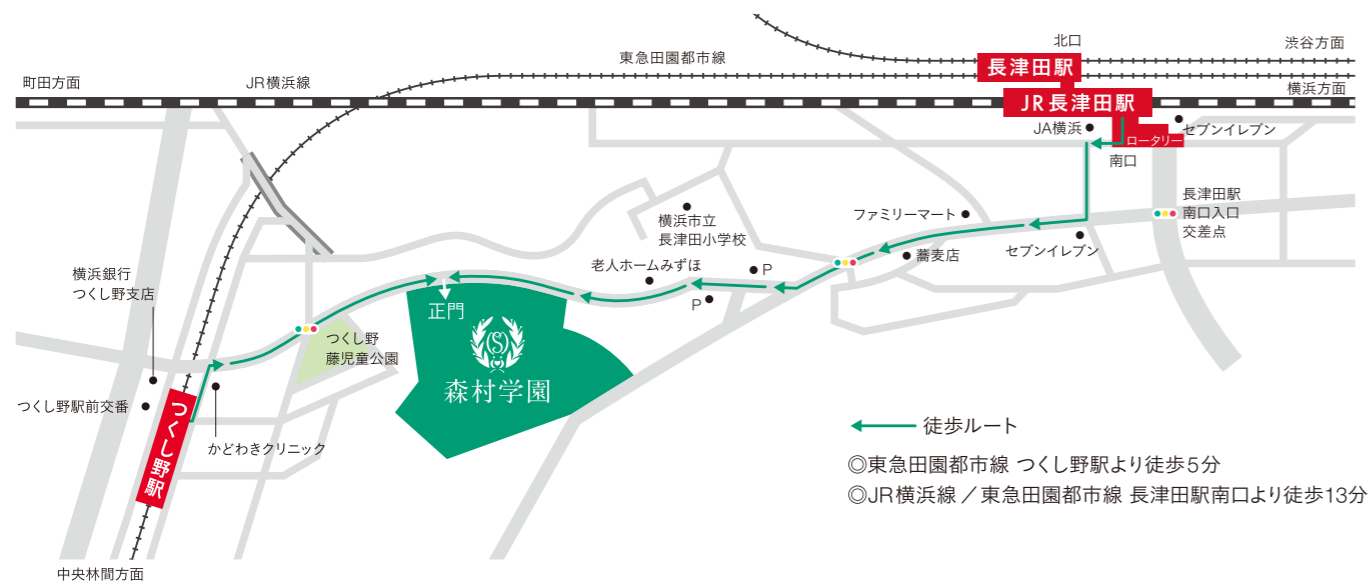 北口
渋谷方面
東急田園都市線
長津田駅
町田方面
JR横浜線
横浜方面
JR長津田駅
JA横浜
セブンイレブン
ロータリー
南口
長津田駅
南口入口
交差点
ファミリーマート
横浜市立
長津田小学校
セブンイレブン
蕎麦店
老人ホームみずほ
P
P
横浜銀行
つくし野支店
正門
つくし野
藤児童公園
S
森村学園
つくし野駅前交番
つくし野駅
かどわきクリニック
徒歩ルート
◎東急田園都市線 つくし野駅より徒歩5分
◎JR横浜線／東急田園都市線 長津田駅南口より徒歩13分
中央林間方面